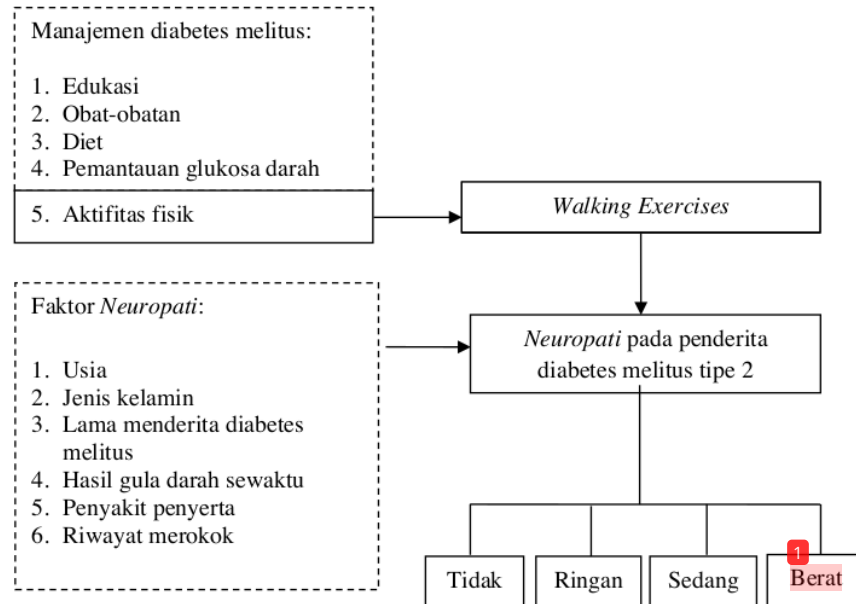 Manajemen diabetes melitus:
1. Edukasi
2. Obat-obatan
3. Diet
4. Pemantauan glukosa darah
5. Aktifitas fisik
Walking Exercises
Faktor Neuropati:
1. Usia
2. Jenis kelamin
3. Lama menderita diabetes
melitus
4. Hasil gula darah sewaktu
5. Penyakit penyerta
6. Riwayat merokok
Neuropati pada penderita
diabetes melitus tipe 2
1
Tidak
Ringan
Sedang
Berat